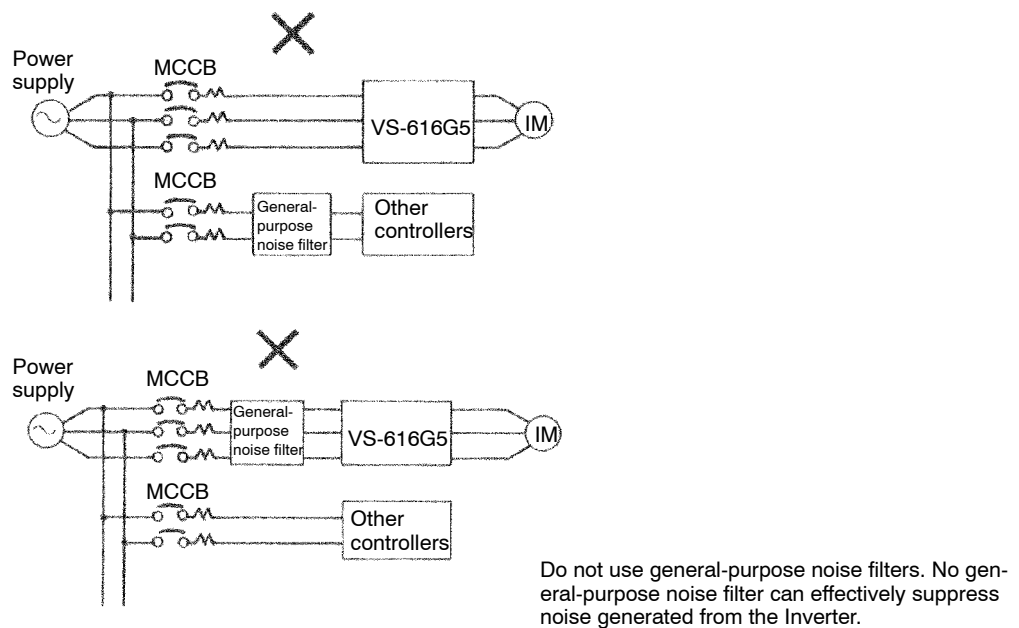 Power
supply
MCCB
VS-616G5
IM
MCCB
General-
purpose
noise filter
Other
controllers
Power
supply
MCCB
General-
purpose
noise filter
VS-616G5
IM
MCCB
Other
controllers
Do not use general-purpose noise filters. No gen-
eral-purpose noise filter can effectively suppress
noise generated from the Inverter.